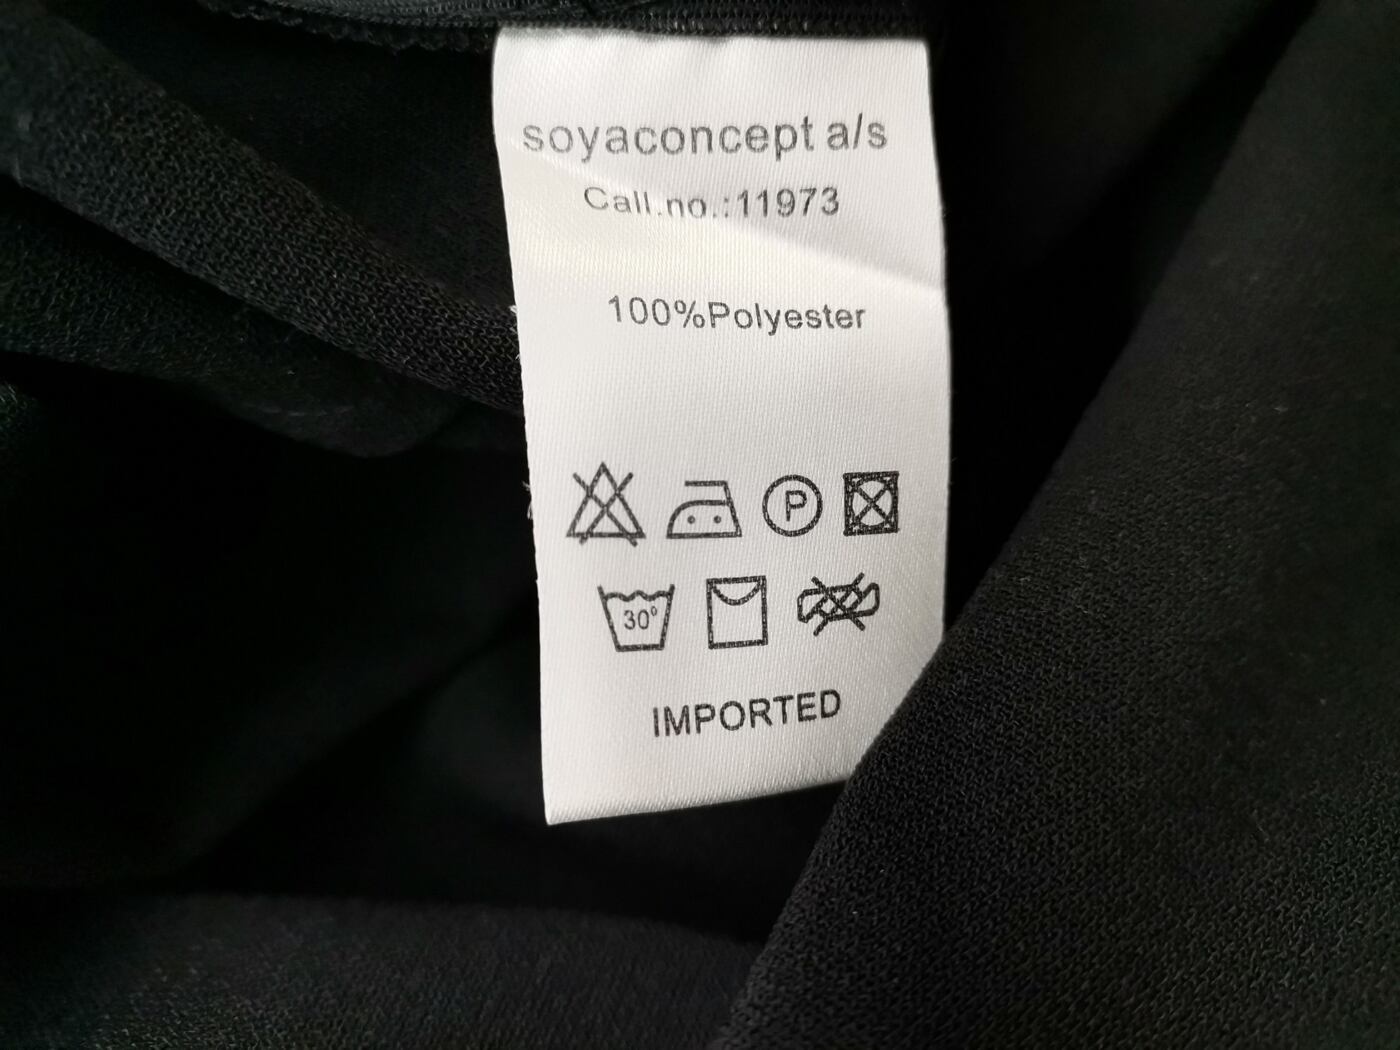 soyaconcept a/s
Call.no.:11973
100%Polyester
P
30°
IMPORTED